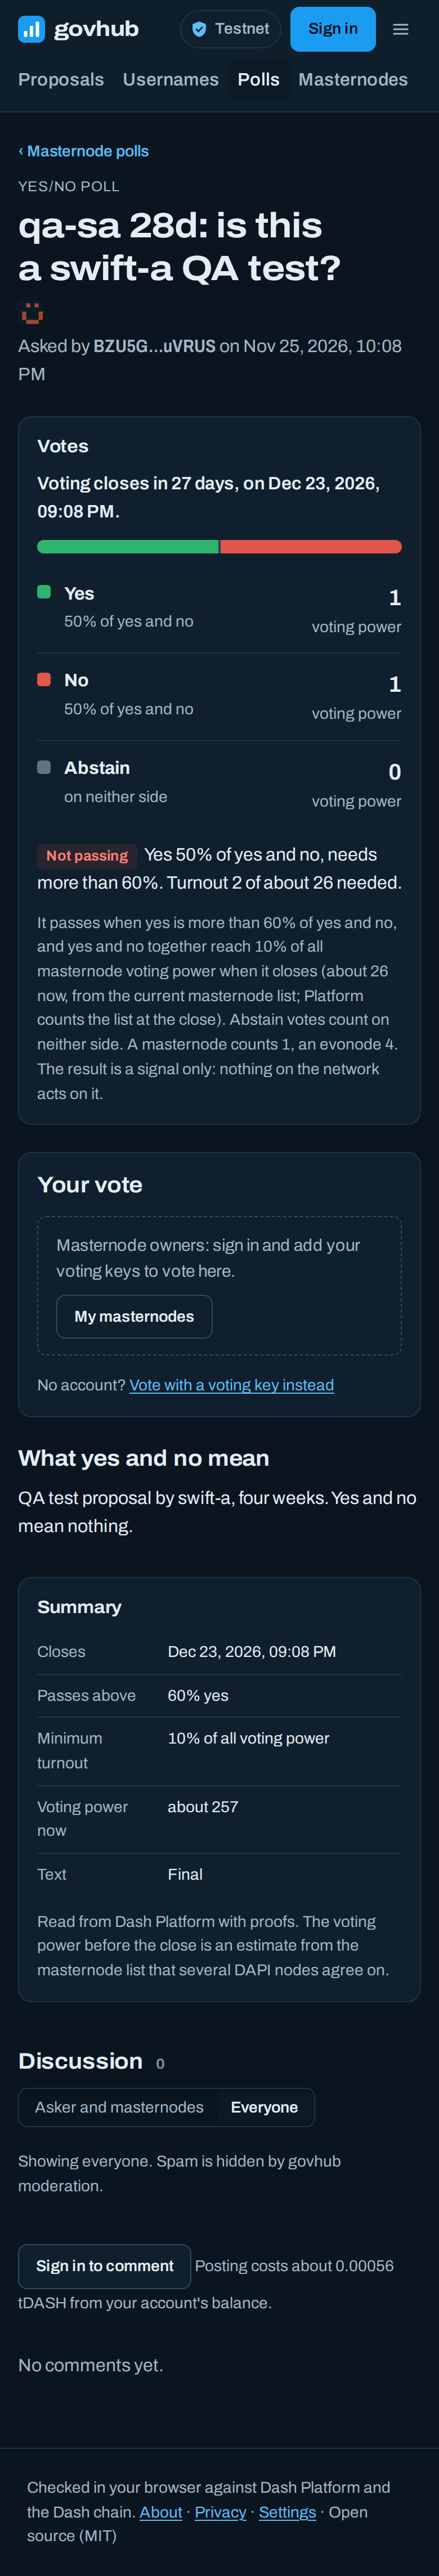 govhub
Testnet
Sign in
Proposals
Usernames
Polls
Masternodes
‹ Masternode polls
YES/NO POLL
qa-sa 28d: is this
a swift-a QA test?
Asked by BZU5G…uVRUS on Nov 25, 2026, 10:08
PM
Votes
Voting closes in 27 days, on Dec 23, 2026,
09:08 PM.
Yes
1
50% of yes and no
voting power
No
1
50% of yes and no
voting power
Abstain
0
on neither side
voting power
Not passing Yes 50% of yes and no, needs
more than 60%. Turnout 2 of about 26 needed.
It passes when yes is more than 60% of yes and no,
and yes and no together reach 10% of all
masternode voting power when it closes (about 26
now, from the current masternode list; Platform
counts the list at the close). Abstain votes count on
neither side. A masternode counts 1, an evonode 4.
The result is a signal only: nothing on the network
acts on it.
Your vote
Masternode owners: sign in and add your
voting keys to vote here.
My masternodes
No account? Vote with a voting key instead
What yes and no mean
QA test proposal by swift-a, four weeks. Yes and no
mean nothing.
Summary
Closes
Dec 23, 2026, 09:08 PM
Passes above
60% yes
Minimum
turnout
10% of all voting power
Voting power
now
about 257
Text
Final
Read from Dash Platform with proofs. The voting
power before the close is an estimate from the
masternode list that several DAPI nodes agree on.
Discussion 0
Asker and masternodes
Everyone
Showing everyone. Spam is hidden by govhub
moderation.
Sign in to comment Posting costs about 0.00056
tDASH from your account's balance.
No comments yet.
Checked in your browser against Dash Platform and
the Dash chain. About · Privacy · Settings · Open
source (MIT)